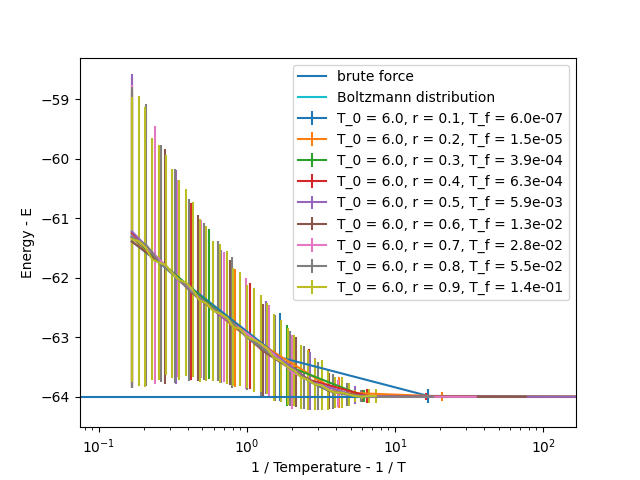 brute force
Boltzmann distribution
T_0 = 6.0, r = 0.1, T_f = 6.0e-07
T_0 = 6.0, r = 0.2, T_f = 1.5e-05
T_0 = 6.0, r = 0.3, T_f = 3.9e-04
T_0 = 6.0, r = 0.4, T_f = 6.3e-04
T_0 = 6.0, r = 0.5, T_f = 5.9e-03
T_0 = 6.0, r = 0.6, T_f = 1.3e-02
T_0 = 6.0, r = 0.7, T_f = 2.8e-02
T_0 = 6.0, r = 0.8, T_f = 5.5e-02
T_0 = 6.0, r = 0.9, T_f = 1.4e-01
Energy - E
−59
−60
−61
−62
−63
−64
10⁻¹ 10⁰ 10¹ 10²
1 / Temperature - 1 / T